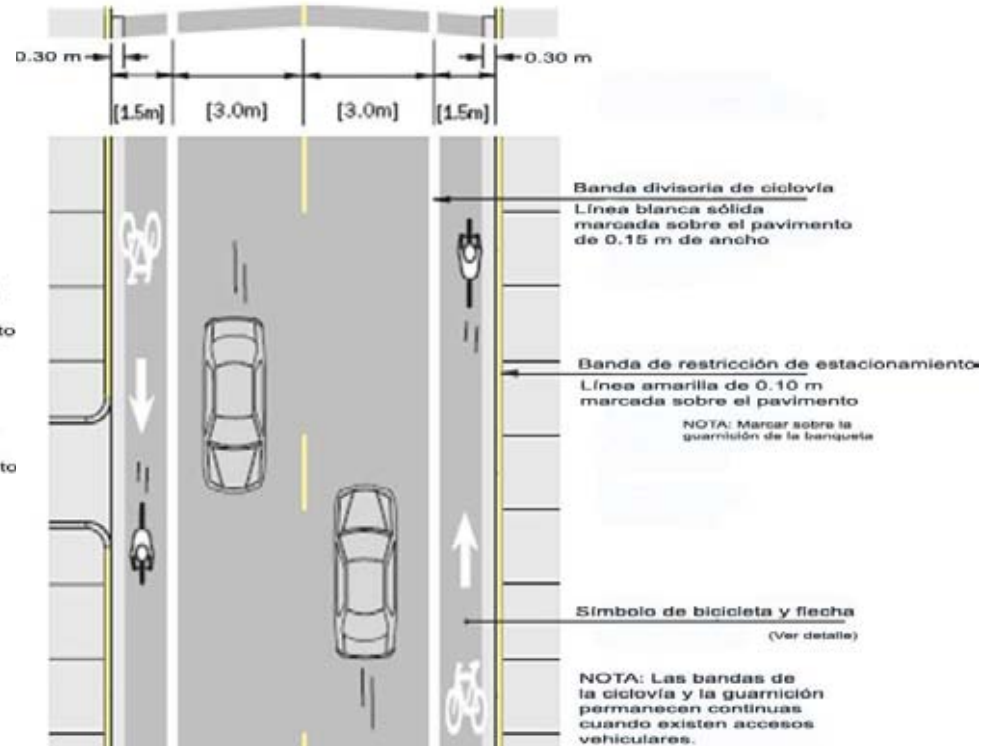 0.30 m
0.30 m
[1.5m] [3.0m] [3.0m] [1.5m]
Banda divisoria de ciclovía
Línea blanca sólida
marcada sobre el pavimento
de 0.15 m de ancho
to
Banda de restricción de estacionamiento
Línea amarilla de 0.10 m
marcada sobre el pavimento
NOTA: Marcar sobre la
guarnición de la banqueta
to
Símbolo de bicicleta y flecha
(Ver detalle)
NOTA: Las bandas de
la ciclovía y la guarnición
permanecen continuas
cuando existen accesos
vehiculares.